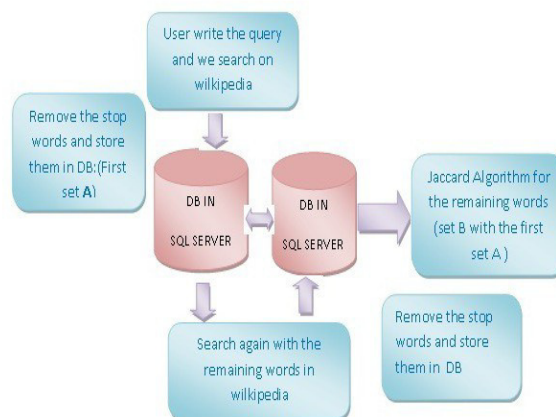 User write the query
and we search on
wilkipedia
Remove the stop
words and store
them in DB:(First
set A)
DB IN
SQL SERVER
DB IN
SQL SERVER
Jaccard Algorithm for
the remaining words
(set B with the first
set A )
Search again with the
remaining words in
wilkipedia
Remove the stop
words and store
them in DB